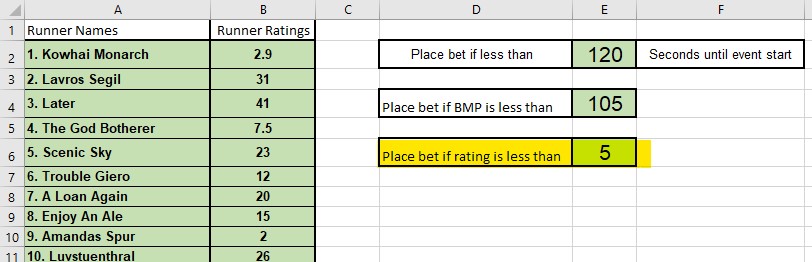 A B C D E F
1 Runner Names Runner Ratings
2 1. Kowhai Monarch 2.9 Place bet if less than 120 Seconds until event start
3 2. Lavros Segil 31
4 3. Later 41 Place bet if BMP is less than 105
5 4. The God Botherer 7.5
6 5. Scenic Sky 23 Place bet if rating is less than 5
7 6. Trouble Giero 12
8 7. A Loan Again 20
9 8. Enjoy An Ale 15
10 9. Amandas Spur 2
11 10. Luvstuenthral 26